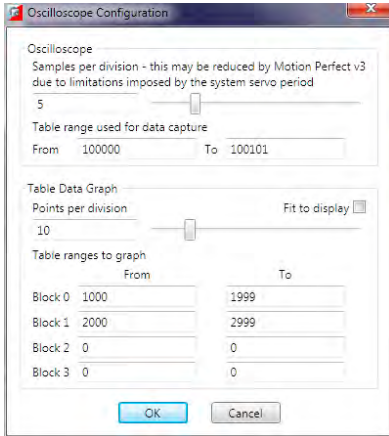 Oscilloscope Configuration
Oscilloscope
Samples per division - this may be reduced by Motion Perfect v3
due to limitations imposed by the system servo period
5
Table range used for data capture
From 100000 To 100101
Table Data Graph
Points per division Fit to display
10
Table ranges to graph
From To
Block 0 1000 1999
Block 1 2000 2999
Block 2 0 0
Block 3 0 0
OK Cancel